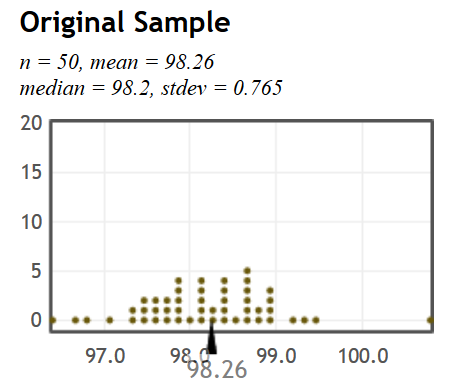 Original Sample
n = 50, mean = 98.26
median = 98.2, stdev = 0.765
20
15
10
5
0
97.0 98.0 99.0 100.0
98.26